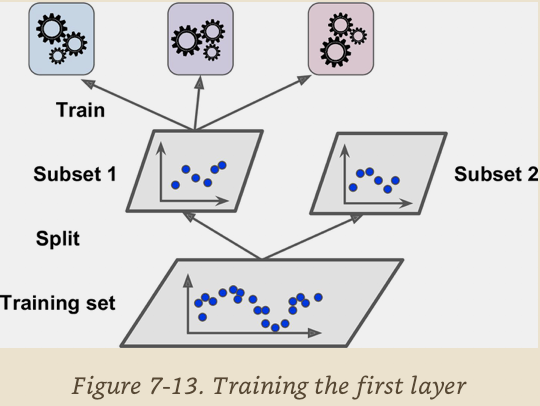 Train
Subset 1
Subset 2
Split
Training set
Figure 7-13. Training the first layer